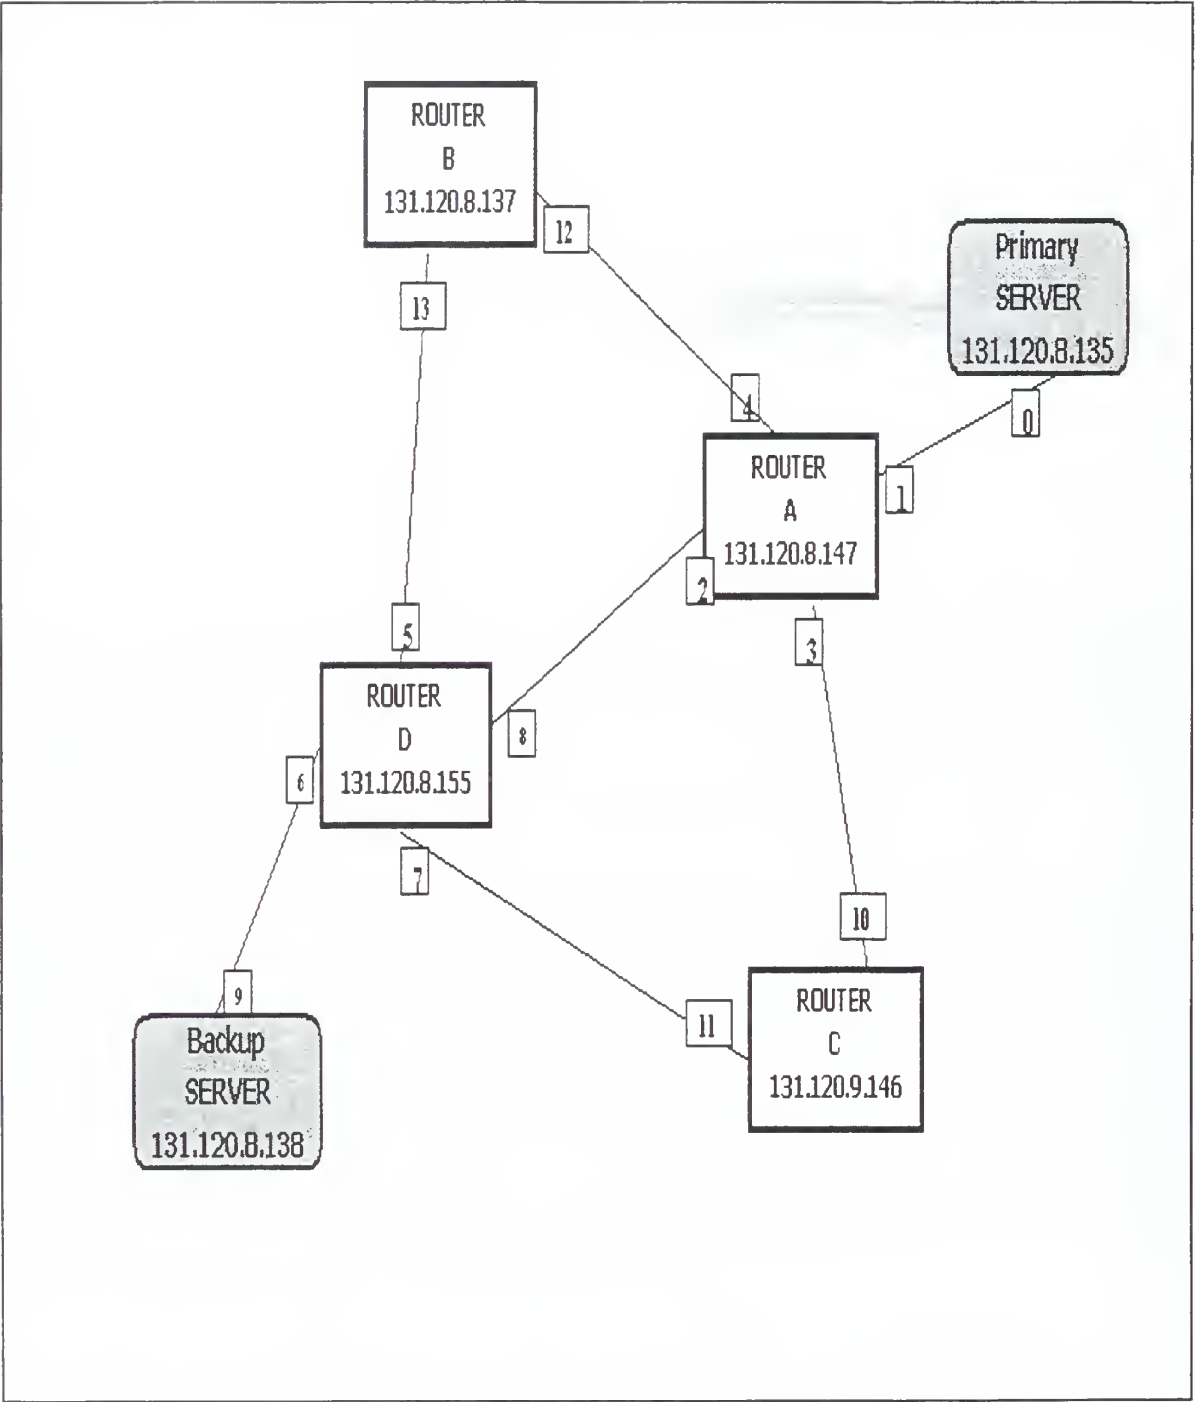 ROUTER
B
131.120.8.137
12
13
Primary
SERVER
131.120.8.135
0
4
ROUTER
A
131.120.8.147
1
2
3
5
ROUTER
D
131.120.8.155
8
6
7
10
9
Backup
SERVER
131.120.8.138
11
ROUTER
C
131.120.9.146